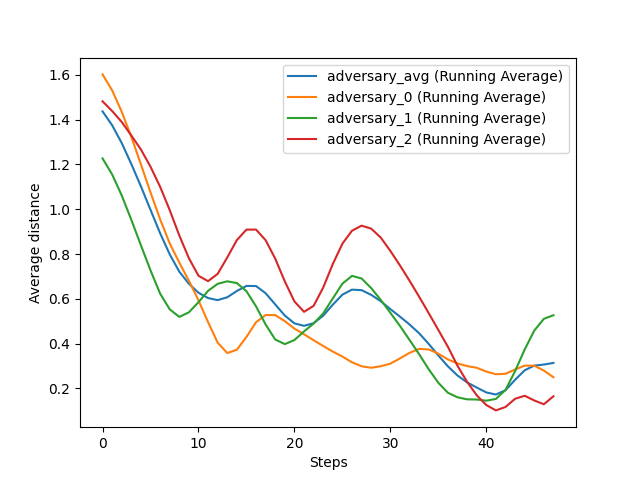 adversary_avg (Running Average)
adversary_0 (Running Average)
adversary_1 (Running Average)
adversary_2 (Running Average)
1.6
1.4
1.2
1.0
0.8
0.6
0.4
0.2
Average distance
0 10 20 30 40
Steps